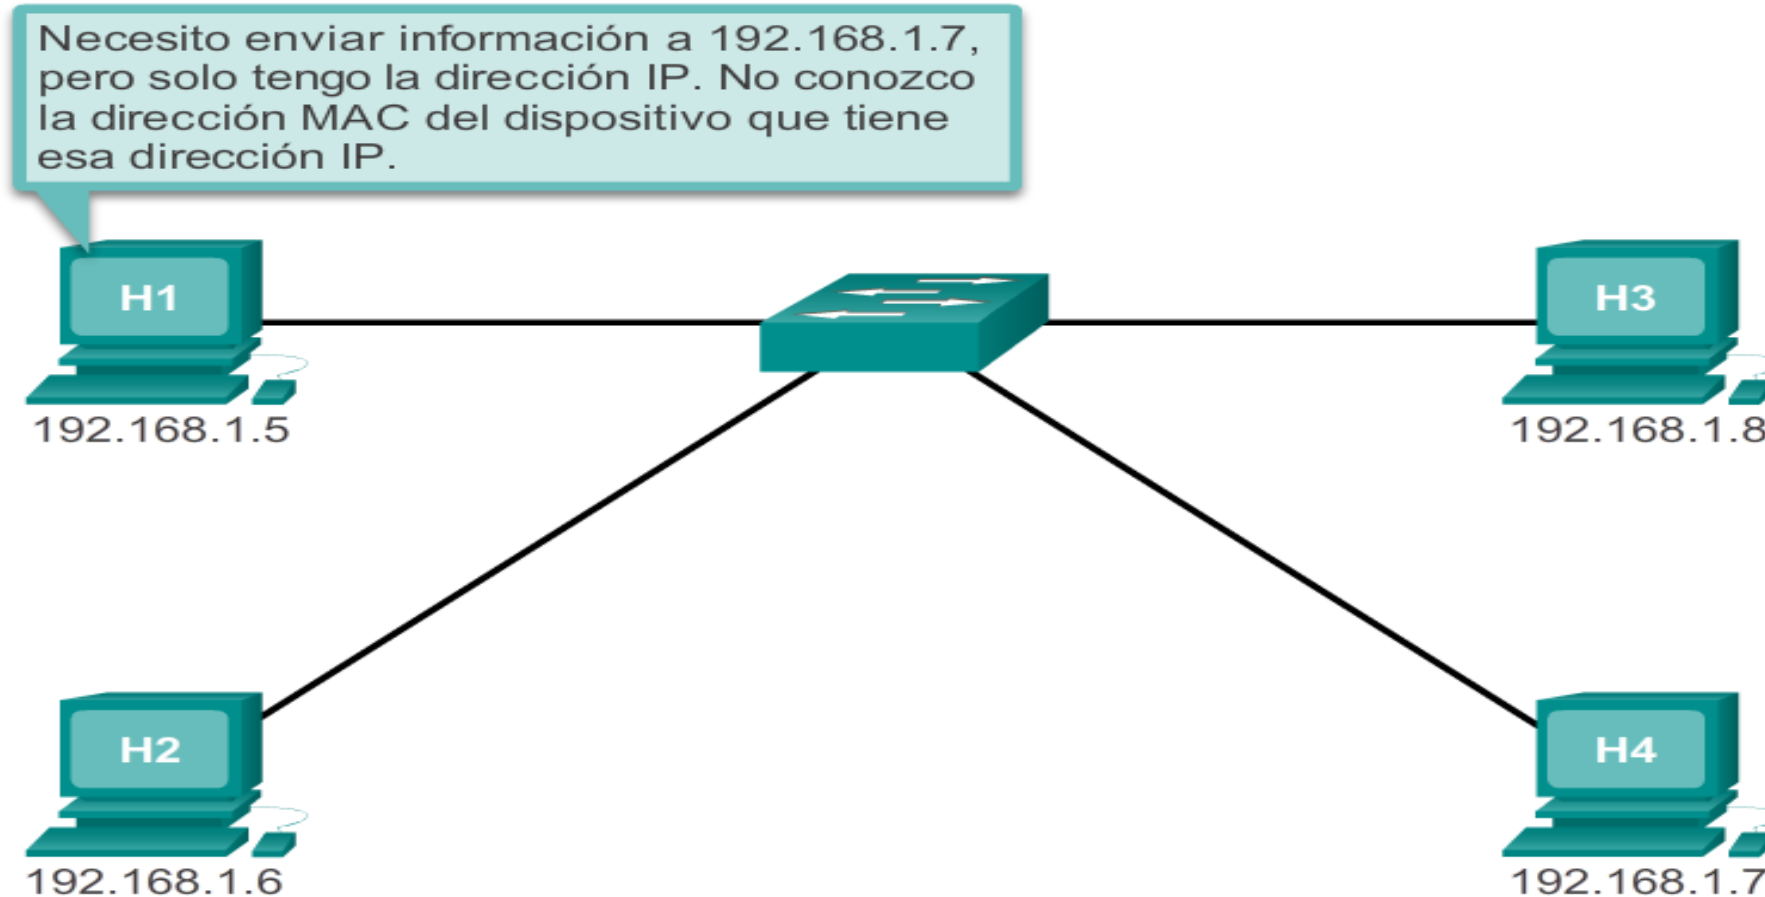 Necesito enviar información a 192.168.1.7,
pero solo tengo la dirección IP. No conozco
la dirección MAC del dispositivo que tiene
esa dirección IP.
H1
H3
192.168.1.5
192.168.1.8
H2
H4
192.168.1.6
192.168.1.7